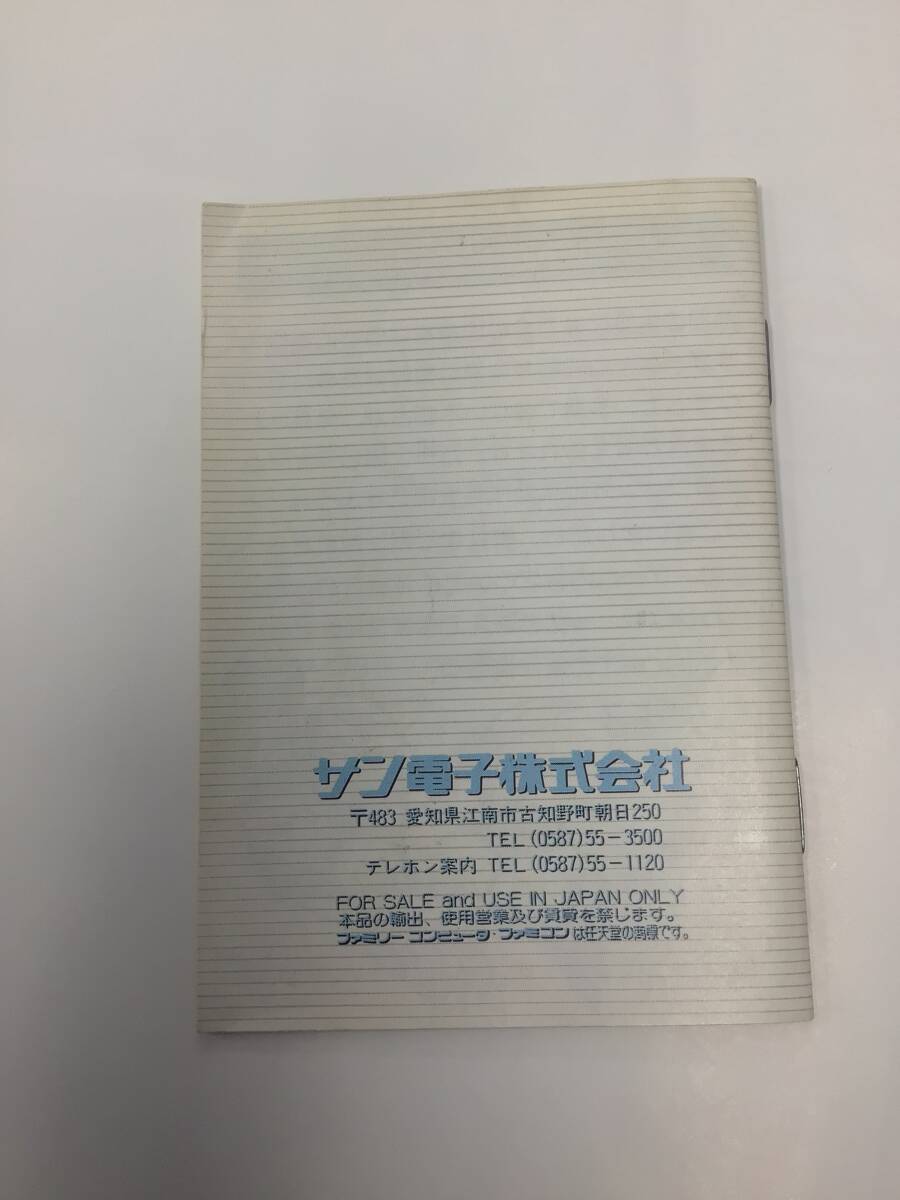 サン電子株式会社
〒483 愛知県江南市古知野町朝日250
TEL (0587)55-3500
テレホン案内 TEL (0587)55-1120
FOR SALE and USE IN JAPAN ONLY
本品の輸出、使用営業及び賃貸を禁じます。
ファミリーコンピュータ・ファミコンは任天堂の商標です。